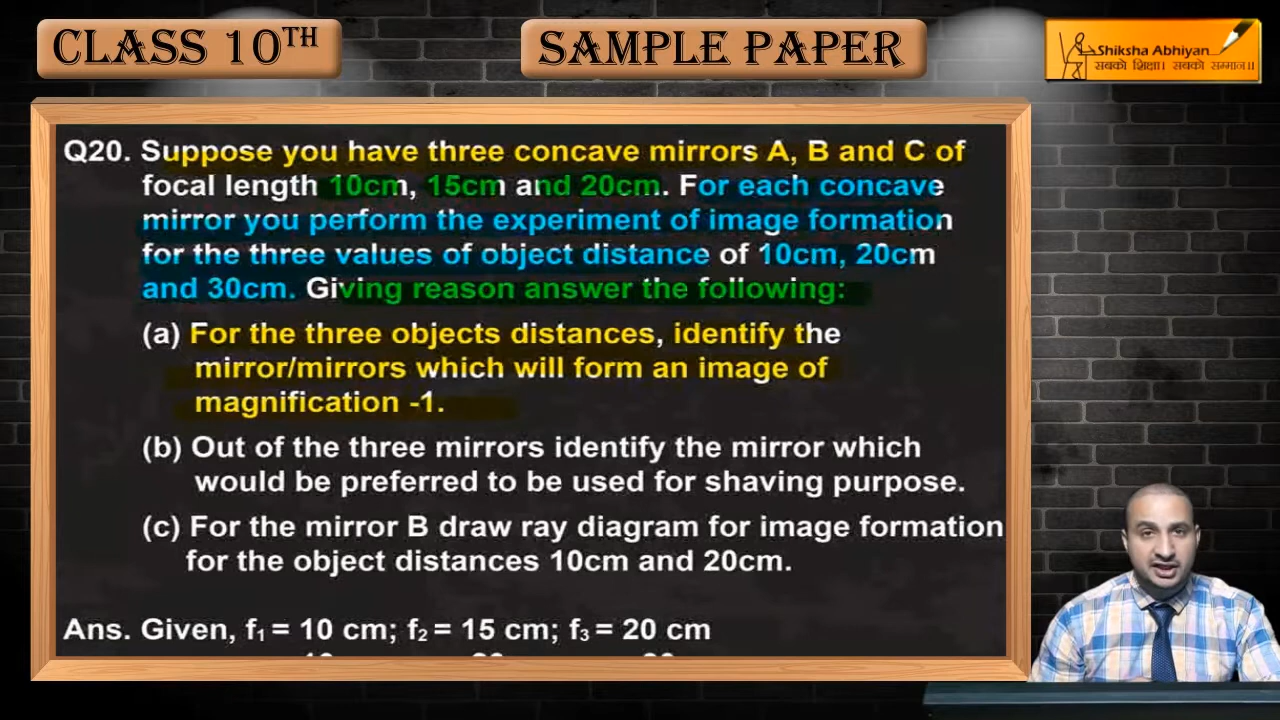 CLASS 10TH
SAMPLE PAPER
Shiksha Abhiyan
सबको शिक्षा। सबको सम्मान॥
Q20. Suppose you have three concave mirrors A, B and C of
focal length 10cm, 15cm and 20cm. For each concave
mirror you perform the experiment of image formation
for the three values of object distance of 10cm, 20cm
and 30cm. Giving reason answer the following:
(a) For the three objects distances, identify the
mirror/mirrors which will form an image of
magnification -1.
(b) Out of the three mirrors identify the mirror which
would be preferred to be used for shaving purpose.
(c) For the mirror B draw ray diagram for image formation
for the object distances 10cm and 20cm.
Ans. Given, f₁ = 10 cm; f₂ = 15 cm; f₃ = 20 cm